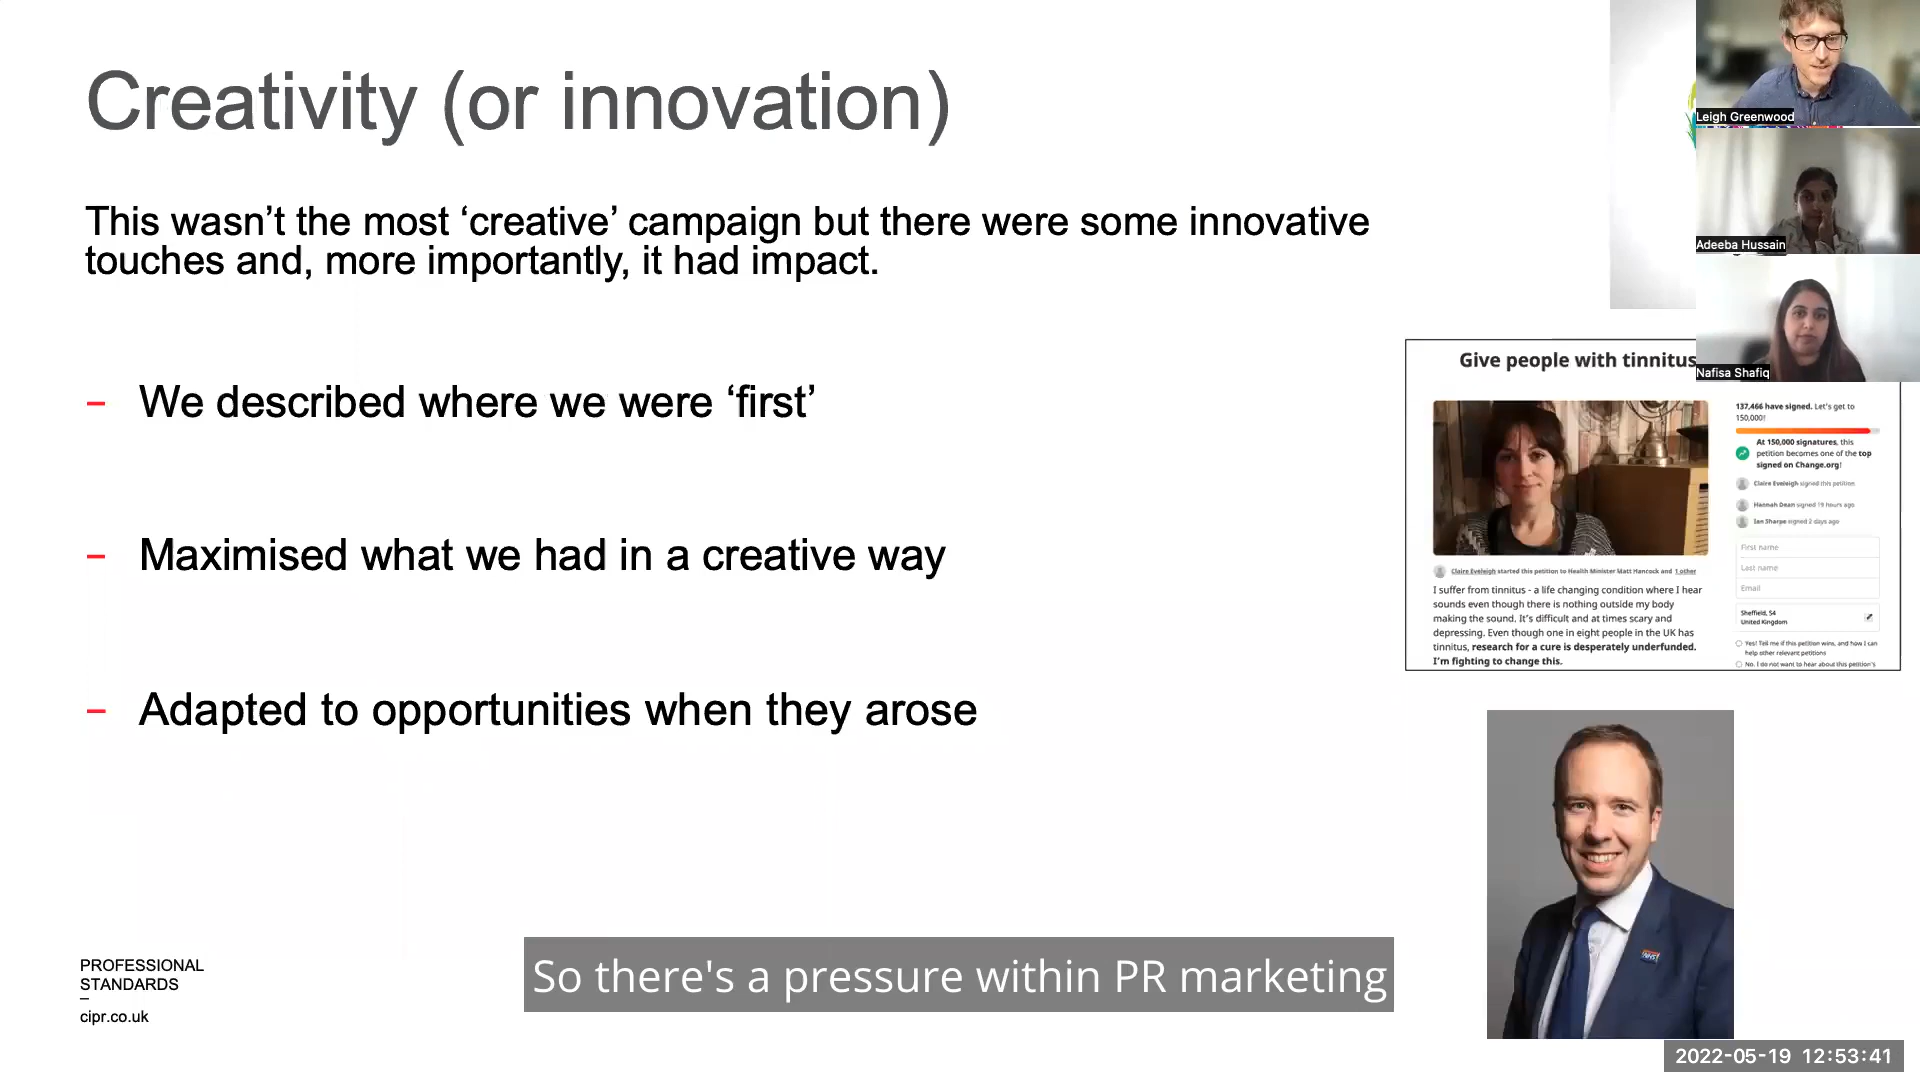 Creativity (or innovation)
This wasn’t the most ‘creative’ campaign but there were some innovative
touches and, more importantly, it had impact.
– We described where we were ‘first’
– Maximised what we had in a creative way
– Adapted to opportunities when they arose
PROFESSIONAL
STANDARDS
–
cipr.co.uk
Leigh Greenwood
Adeeba Hussain
Nafisa Shafiq
Give people with tinnitus
137,466 have signed. Let's get to
150,000!
At 150,000 signatures, this
petition becomes one of the top
signed on Change.org!
Claire Eveleigh signed this petition
Hannah Dean signed 19 hours ago
Ian Sharpe signed 2 days ago
First name
Last name
Email
Sheffield, S4
United Kingdom
Yes! Tell me if this petition wins, and how I can
help other relevant petitions
No. I do not want to hear about this petition's
Claire Eveleigh started this petition to Health Minister Matt Hancock and 1 other
I suffer from tinnitus - a life changing condition where I hear
sounds even though there is nothing outside my body
making the sound. It's difficult and at times scary and
depressing. Even though one in eight people in the UK has
tinnitus, research for a cure is desperately underfunded.
I'm fighting to change this.
NHS
So there's a pressure within PR marketing
2022-05-19 12:53:41